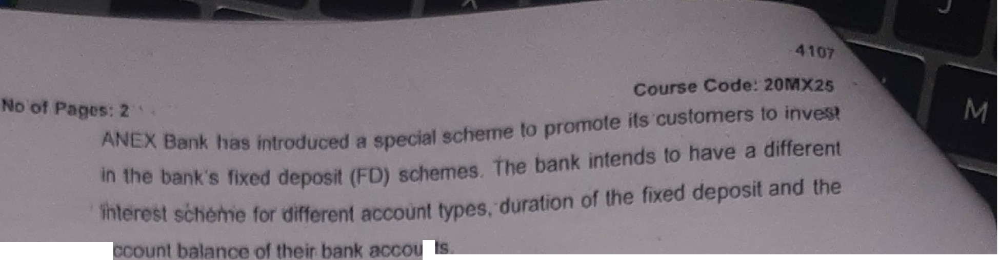 4107
Course Code: 20MX25
No of Pages: 2
ANEX Bank has introduced a special scheme to promote its customers to invest
in the bank's fixed deposit (FD) schemes. The bank intends to have a different
interest scheme for different account types, duration of the fixed deposit and the
ccount balance of their bank accou ts.
J
M